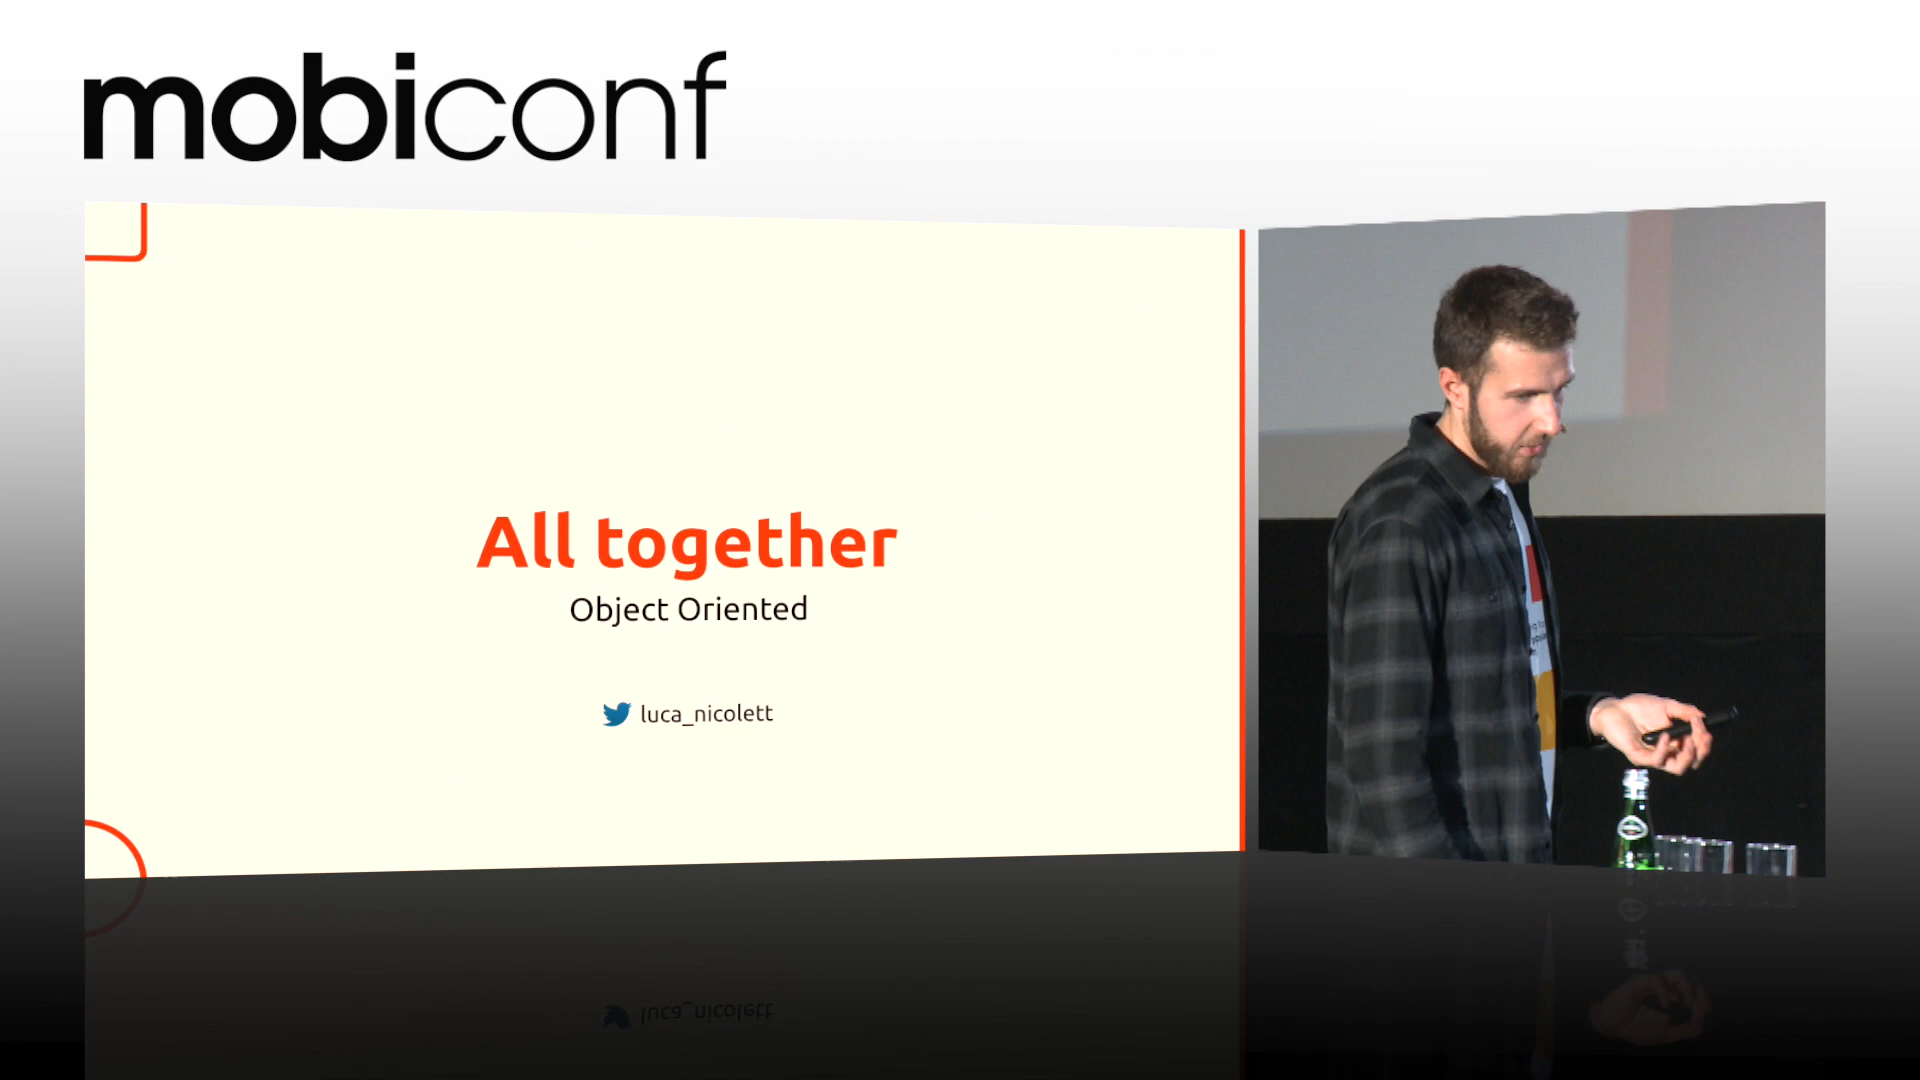 mobiconf
All together
Object Oriented
luca_nicolett